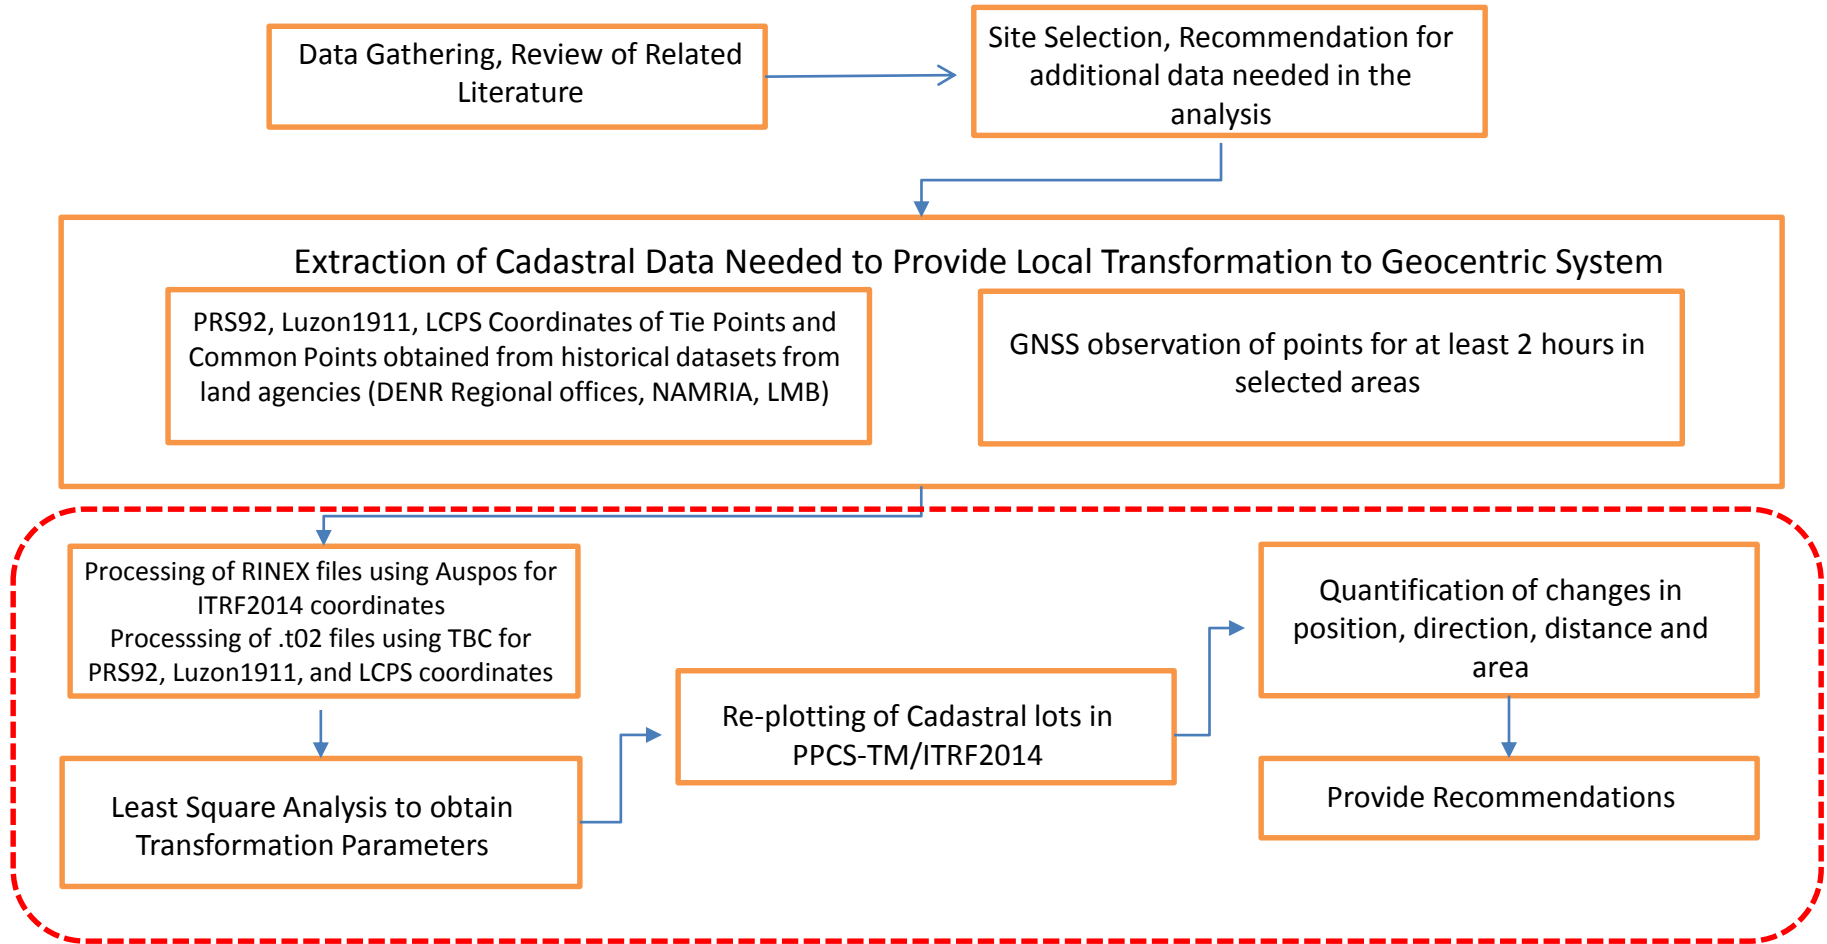 Data Gathering, Review of Related
Literature
Site Selection, Recommendation for
additional data needed in the
analysis
Extraction of Cadastral Data Needed to Provide Local Transformation to Geocentric System
PRS92, Luzon1911, LCPS Coordinates of Tie Points and
Common Points obtained from historical datasets from
land agencies (DENR Regional offices, NAMRIA, LMB)
GNSS observation of points for at least 2 hours in
selected areas
Processing of RINEX files using Auspos for
ITRF2014 coordinates
Processsing of .t02 files using TBC for
PRS92, Luzon1911, and LCPS coordinates
Least Square Analysis to obtain
Transformation Parameters
Re-plotting of Cadastral lots in
PPCS-TM/ITRF2014
Quantification of changes in
position, direction, distance and
area
Provide Recommendations